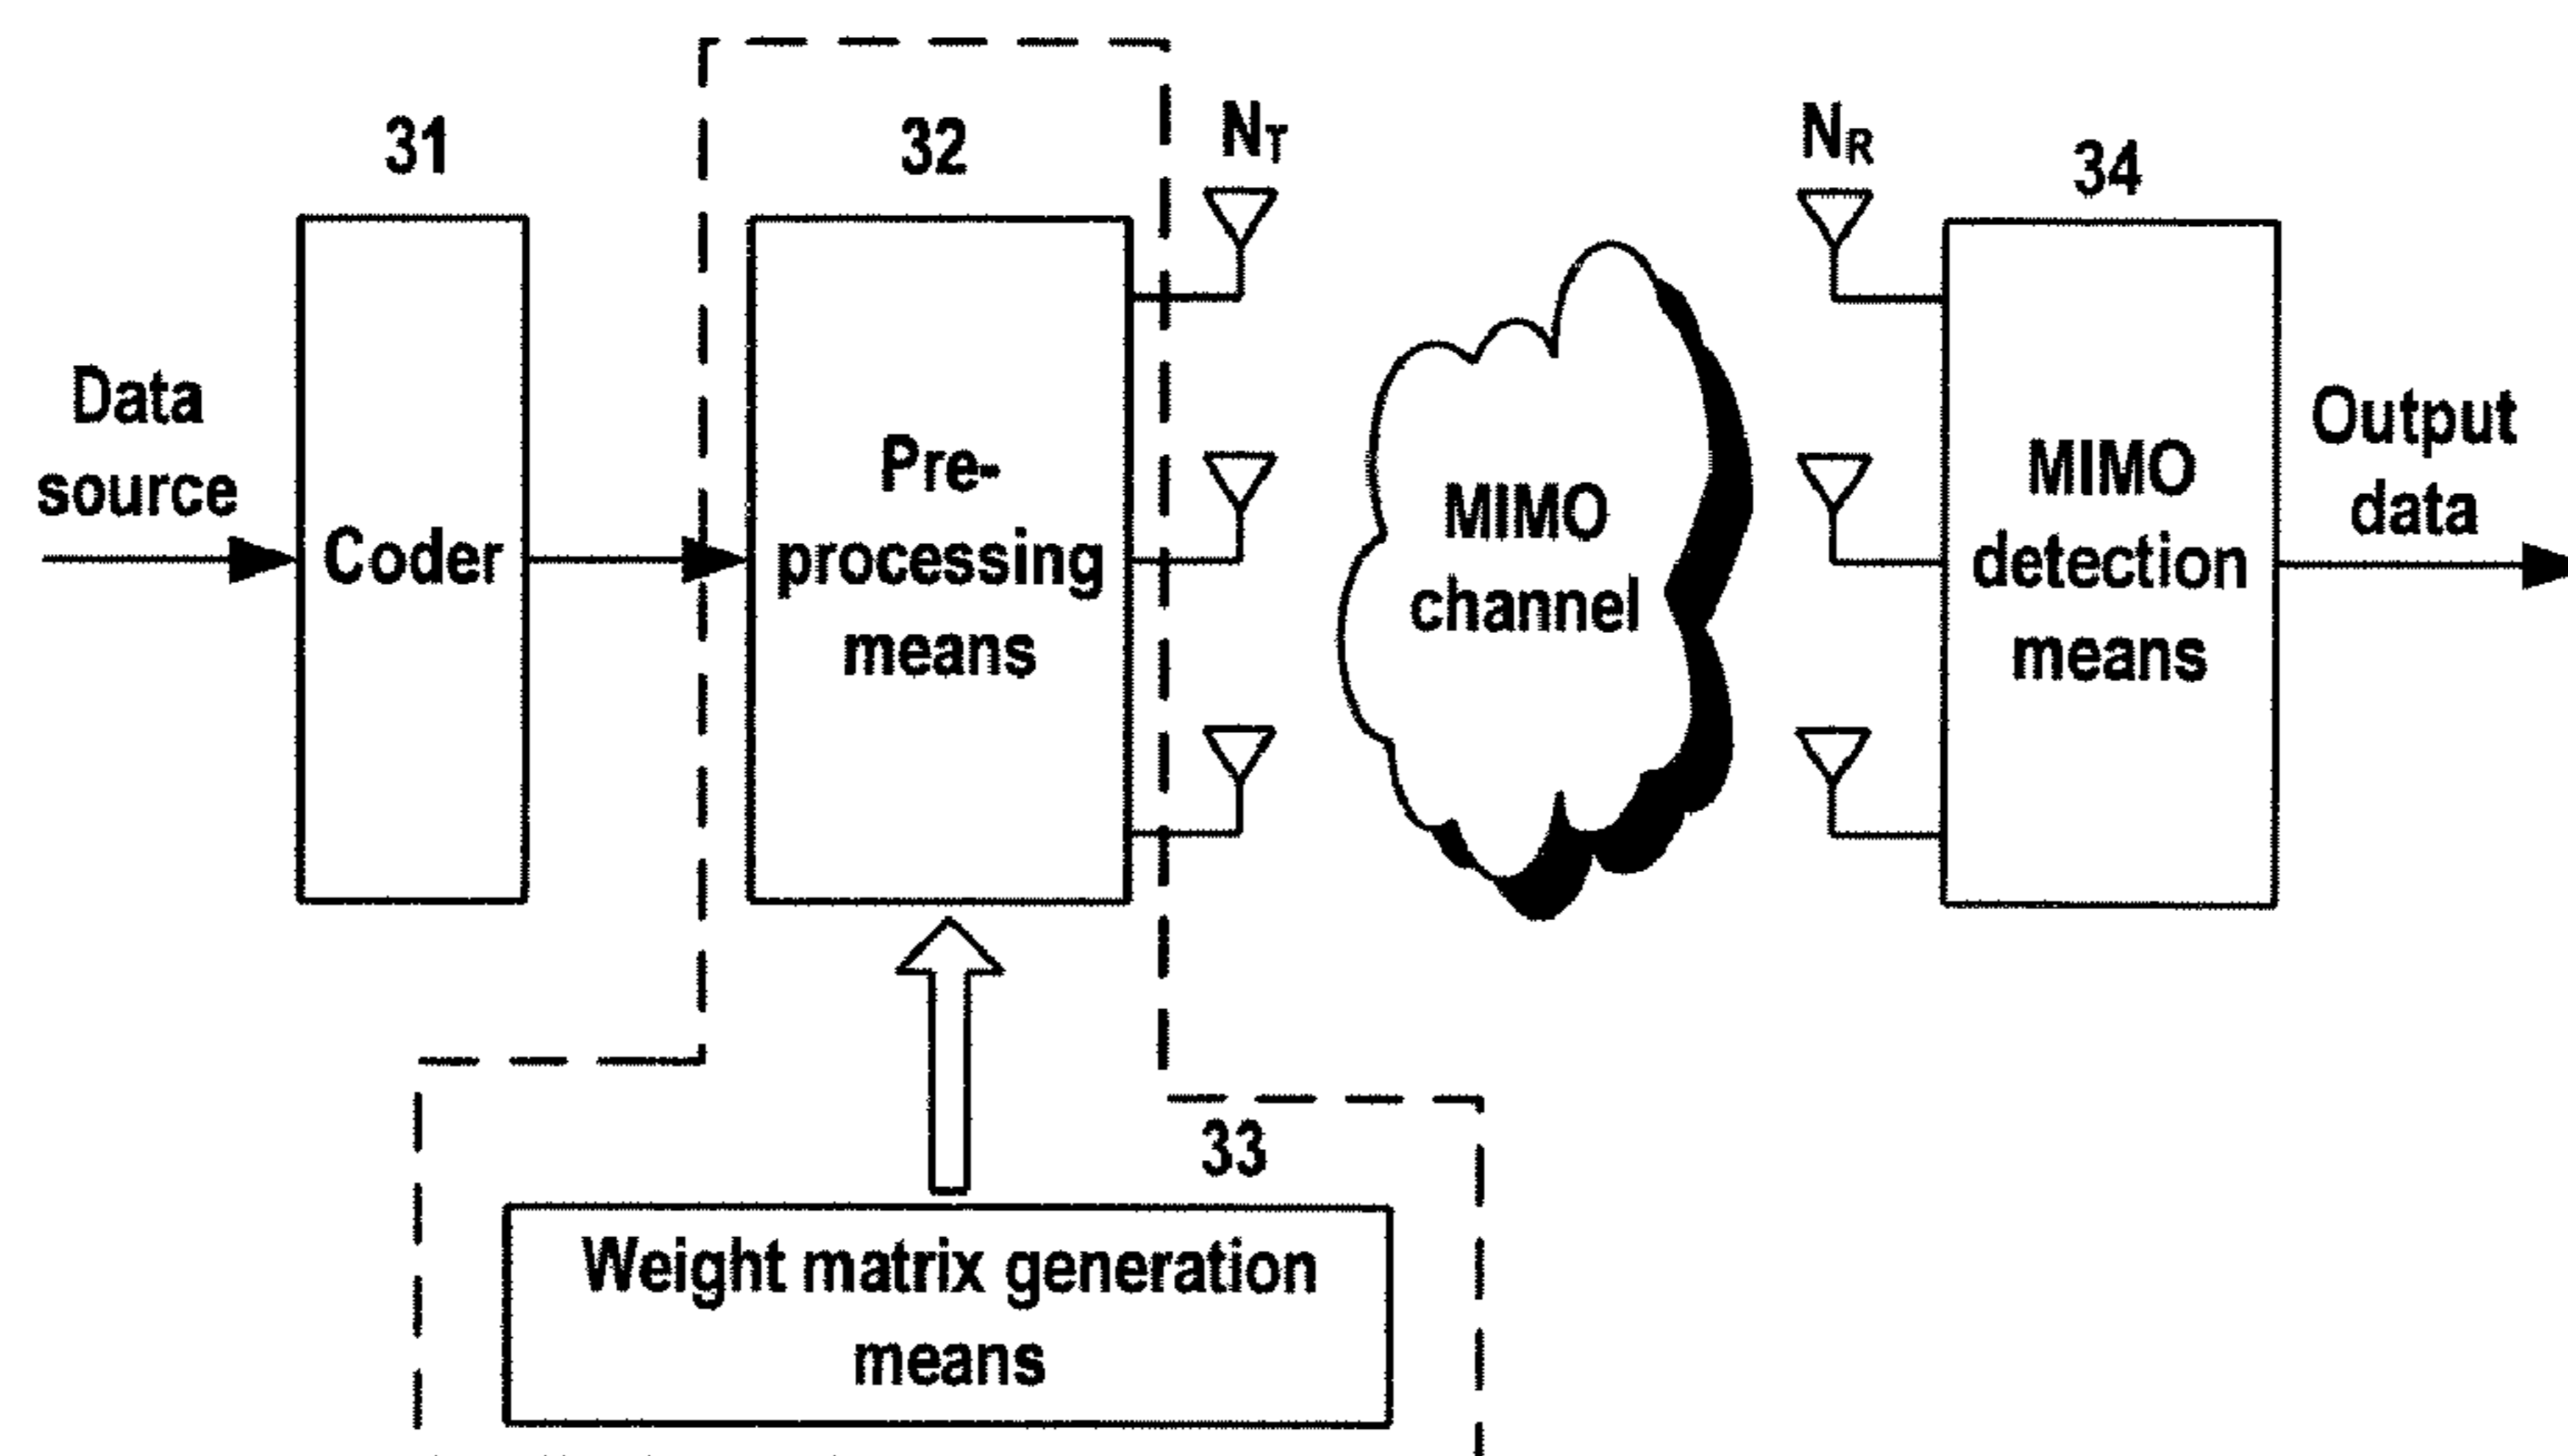 31
32
N_T
N_R
34
Data
source
Coder
Pre-
processing
means
MIMO
channel
MIMO
detection
means
Output
data
33
Weight matrix generation
means